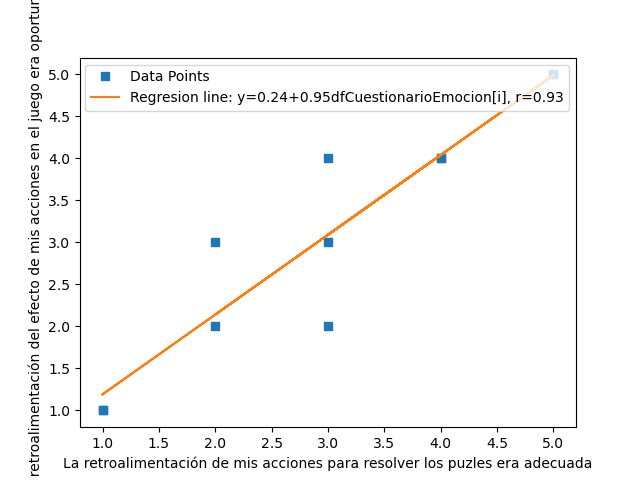 Data Points
Regresion line: y=0.24+0.95dfCuestionarioEmocion[i], r=0.93
retroalimentación del efecto de mis acciones en el juego era
5.0
4.5
4.0
3.5
3.0
2.5
2.0
1.5
1.0
1.0 1.5 2.0 2.5 3.0 3.5 4.0 4.5 5.0
La retroalimentación de mis acciones para resolver los puzles era adecuada